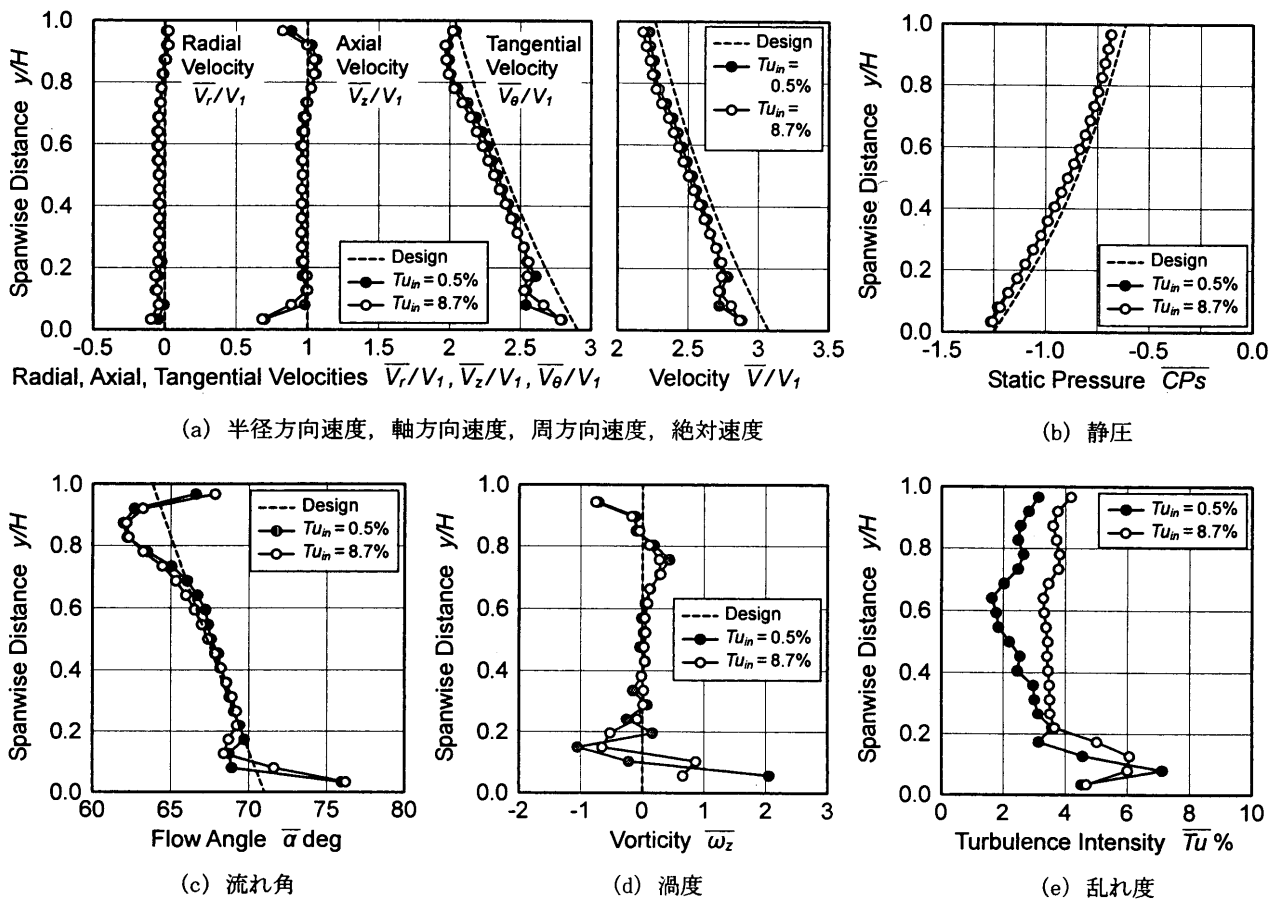 1.0
0.8
0.6
0.4
0.2
0.0
Spanwise Distance y/H
Radial
Velocity
V̅r/V1
Axial
Velocity
V̅z/V1
Tangential
Velocity
V̅θ/V1
Design
Tuin = 0.5%
Tuin = 8.7%
-0.5 0 0.5 1 1.5 2 2.5 3
Radial, Axial, Tangential Velocities V̅r/V1, V̅z/V1, V̅θ/V1
Design
Tuin =
0.5%
Tuin =
8.7%
2 2.5 3 3.5
Velocity V̅/V1
(a) 半径方向速度, 軸方向速度, 周方向速度, 絶対速度
1.0
0.8
0.6
0.4
0.2
0.0
Spanwise Distance y/H
Design
Tuin = 0.5%
Tuin = 8.7%
-1.5 -1.0 -0.5 0.0
Static Pressure C̅P̅s̅
(b) 静圧
1.0
0.8
0.6
0.4
0.2
0.0
Spanwise Distance y/H
Design
Tuin = 0.5%
Tuin = 8.7%
60 65 70 75 80
Flow Angle α̅ deg
(c) 流れ角
1.0
0.8
0.6
0.4
0.2
0.0
Spanwise Distance y/H
Design
Tuin = 0.5%
Tuin = 8.7%
-2 -1 0 1 2 3
Vorticity ω̅z
(d) 渦度
1.0
0.8
0.6
0.4
0.2
0.0
Spanwise Distance y/H
Tuin = 0.5%
Tuin = 8.7%
0 2 4 6 8 10
Turbulence Intensity T̅u̅ %
(e) 乱れ度